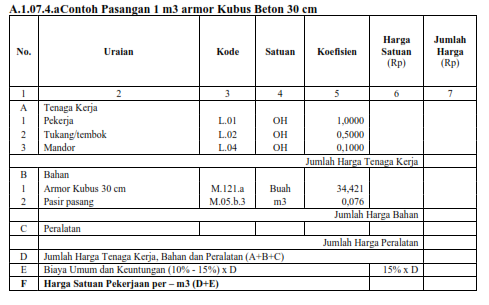 A.1.07.4.aContoh Pasangan 1 m3 armor Kubus Beton 30 cm
No. Uraian Kode Satuan Koefisien Harga Satuan (Rp) Jumlah Harga (Rp)
1 2 3 4 5 6 7
A Tenaga Kerja
1 Pekerja L.01 OH 1,0000
2 Tukang/tembok L.02 OH 0,5000
3 Mandor L.04 OH 0,1000
Jumlah Harga Tenaga Kerja
B Bahan
1 Armor Kubus 30 cm M.121.a Buah 34,421
2 Pasir pasang M.05.b.3 m3 0,076
Jumlah Harga Bahan
C Peralatan
Jumlah Harga Peralatan
D Jumlah Harga Tenaga Kerja, Bahan dan Peralatan (A+B+C)
E Biaya Umum dan Keuntungan (10% - 15%) x D 15% x D
F Harga Satuan Pekerjaan per – m3 (D+E)